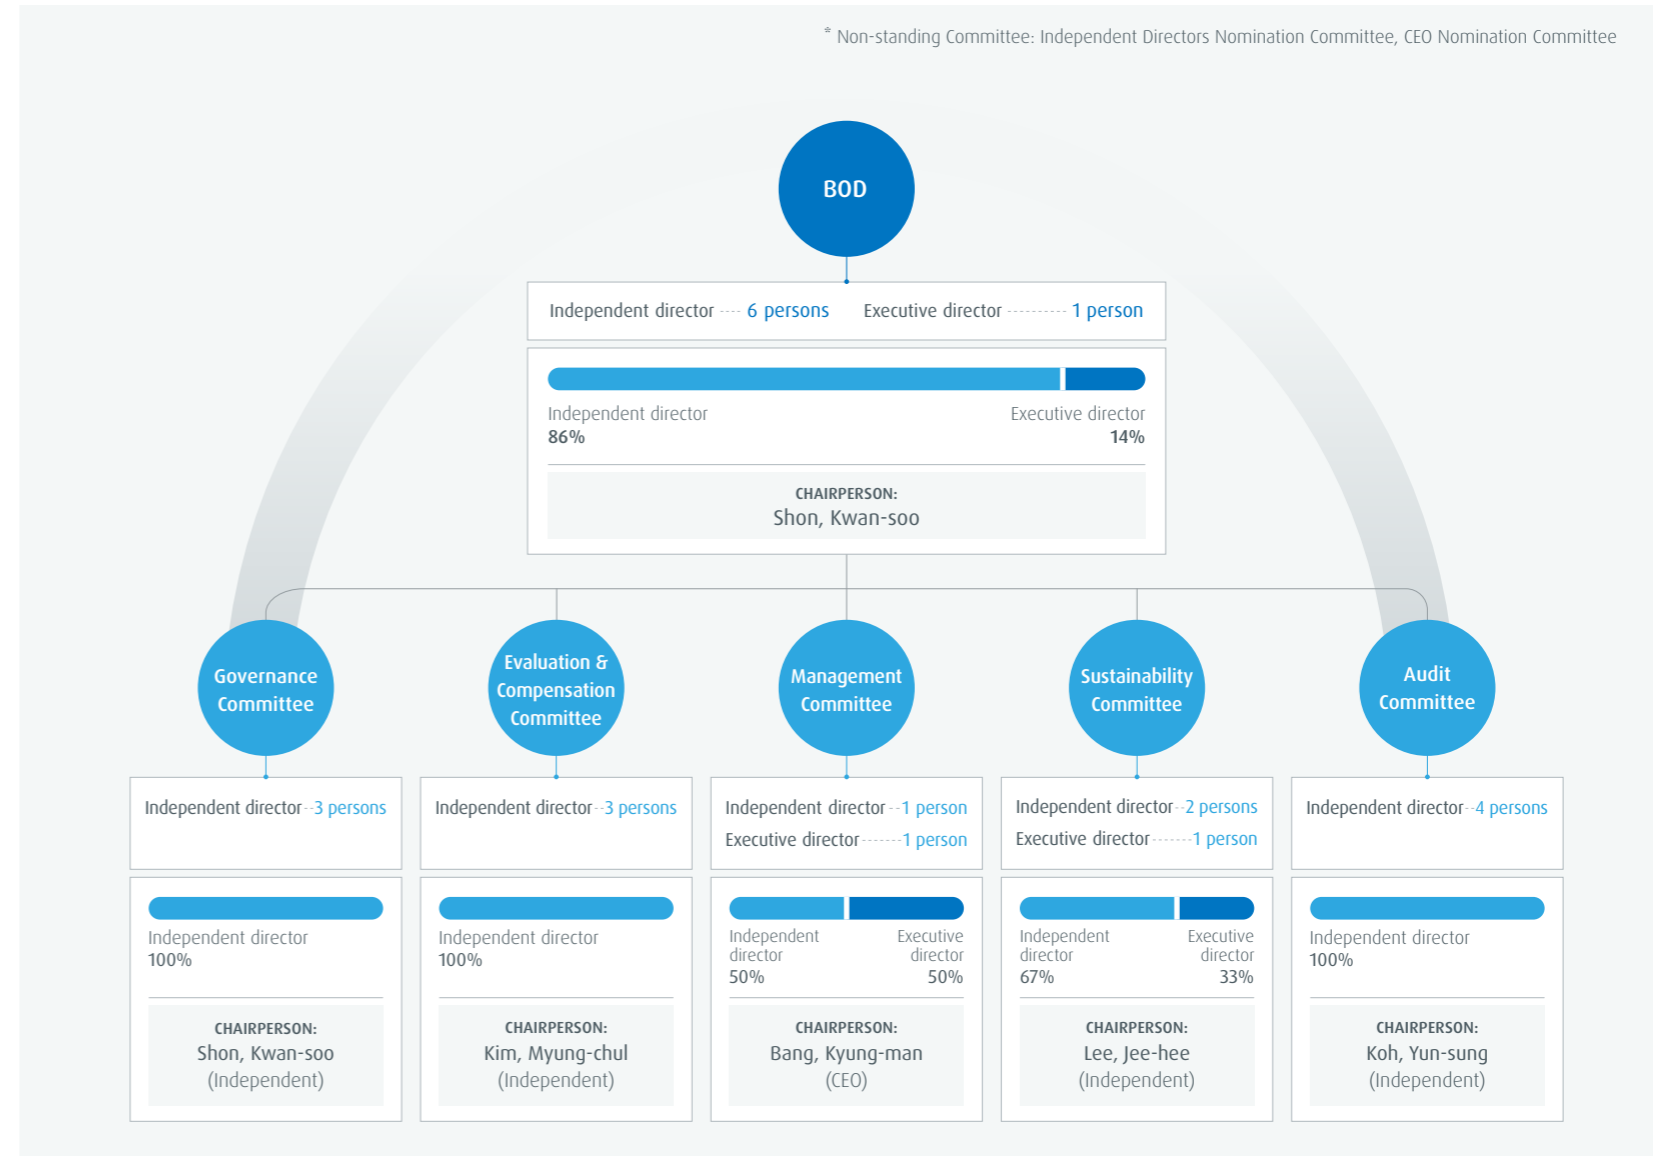 * Non-standing Committee: Independent Directors Nomination Committee, CEO Nomination Committee
BOD
Independent director ---- 6 persons
Executive director ---------- 1 person
Independent director
86%
Executive director
14%
CHAIRPERSON:
Shon, Kwan-soo
Governance
Committee
Independent director--3 persons
Independent director
100%
CHAIRPERSON:
Shon, Kwan-soo
(Independent)
Evaluation &
Compensation
Committee
Independent director--3 persons
Independent director
100%
CHAIRPERSON:
Kim, Myung-chul
(Independent)
Management
Committee
Independent director--1 person
Executive director-------1 person
Independent
director
50%
Executive
director
50%
CHAIRPERSON:
Bang, Kyung-man
(CEO)
Sustainability
Committee
Independent director--2 persons
Executive director-------1 person
Independent
director
67%
Executive
director
33%
CHAIRPERSON:
Lee, Jee-hee
(Independent)
Audit
Committee
Independent director--4 persons
Independent director
100%
CHAIRPERSON:
Koh, Yun-sung
(Independent)